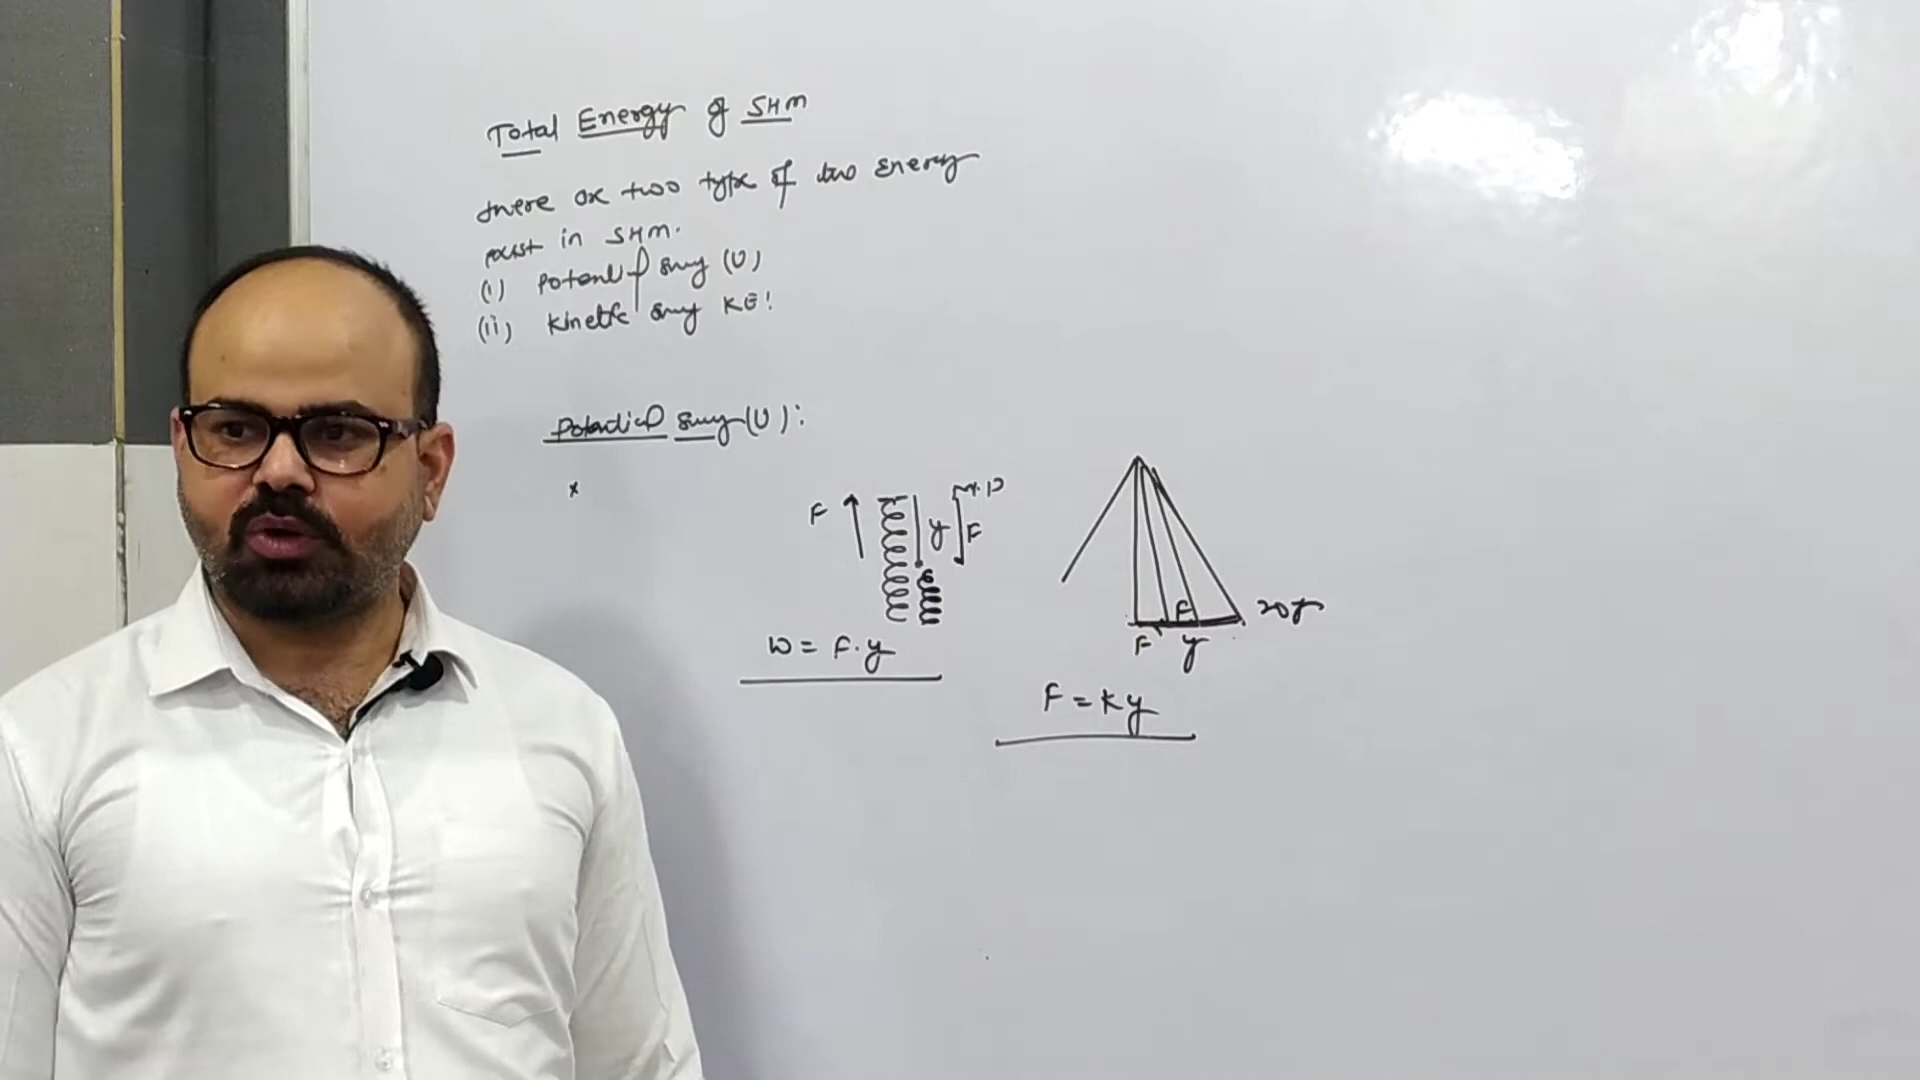 Total Energy of SHM
there are two type of two Energy
exist in SHM.
(i) Potential Energy (U)
(ii) Kinetic Energy KE!
Potential Energy (U):
*
F y F
W = F.y
F F y
F = Ky